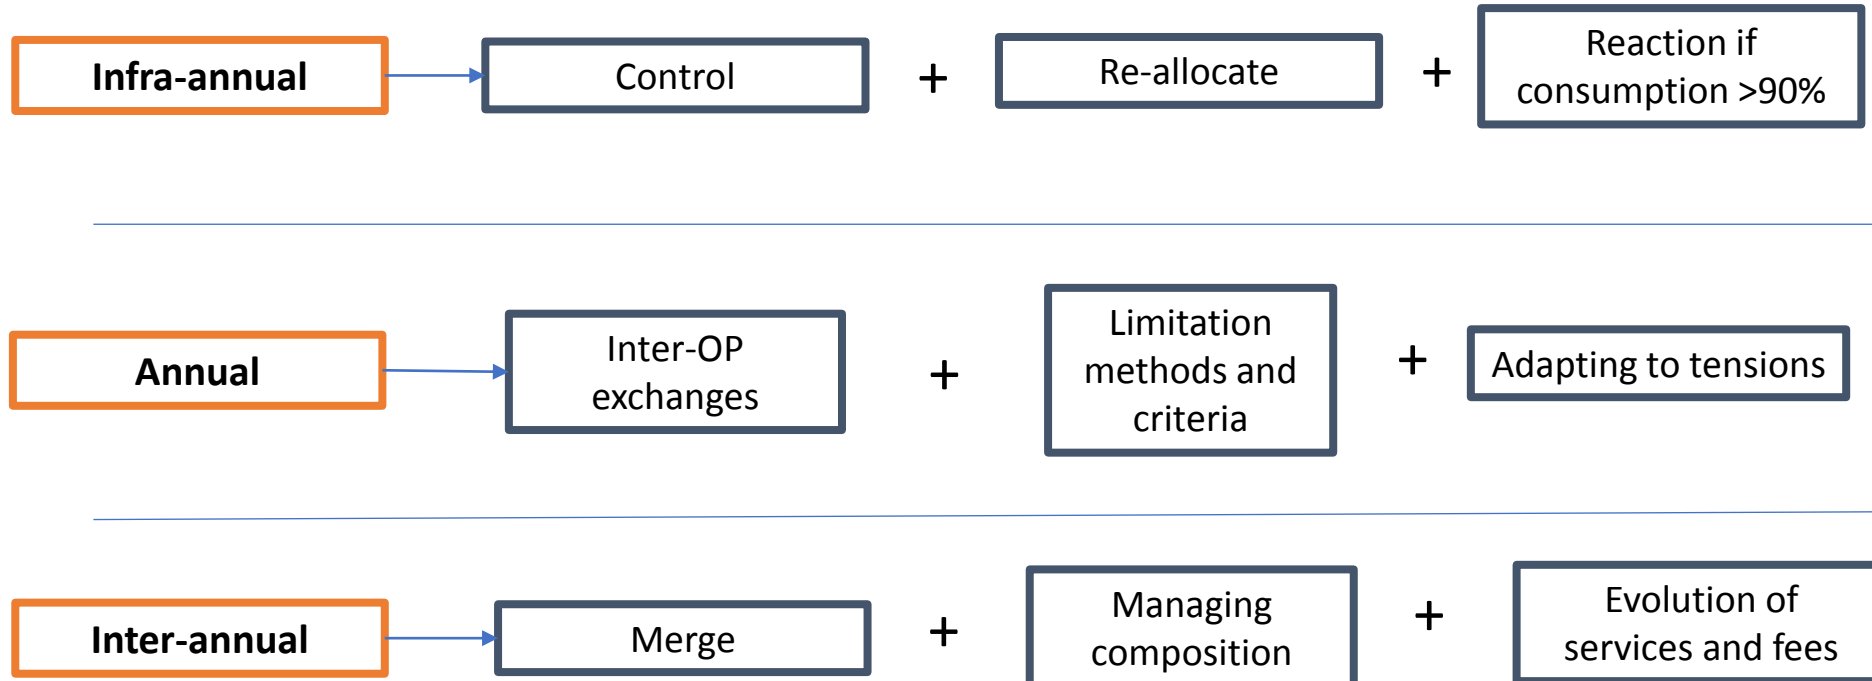 Infra-annual
Control
+
Re-allocate
+
Reaction if
consumption >90%
Annual
Inter-OP
exchanges
+
Limitation
methods and
criteria
+
Adapting to tensions
Inter-annual
Merge
+
Managing
composition
+
Evolution of
services and fees